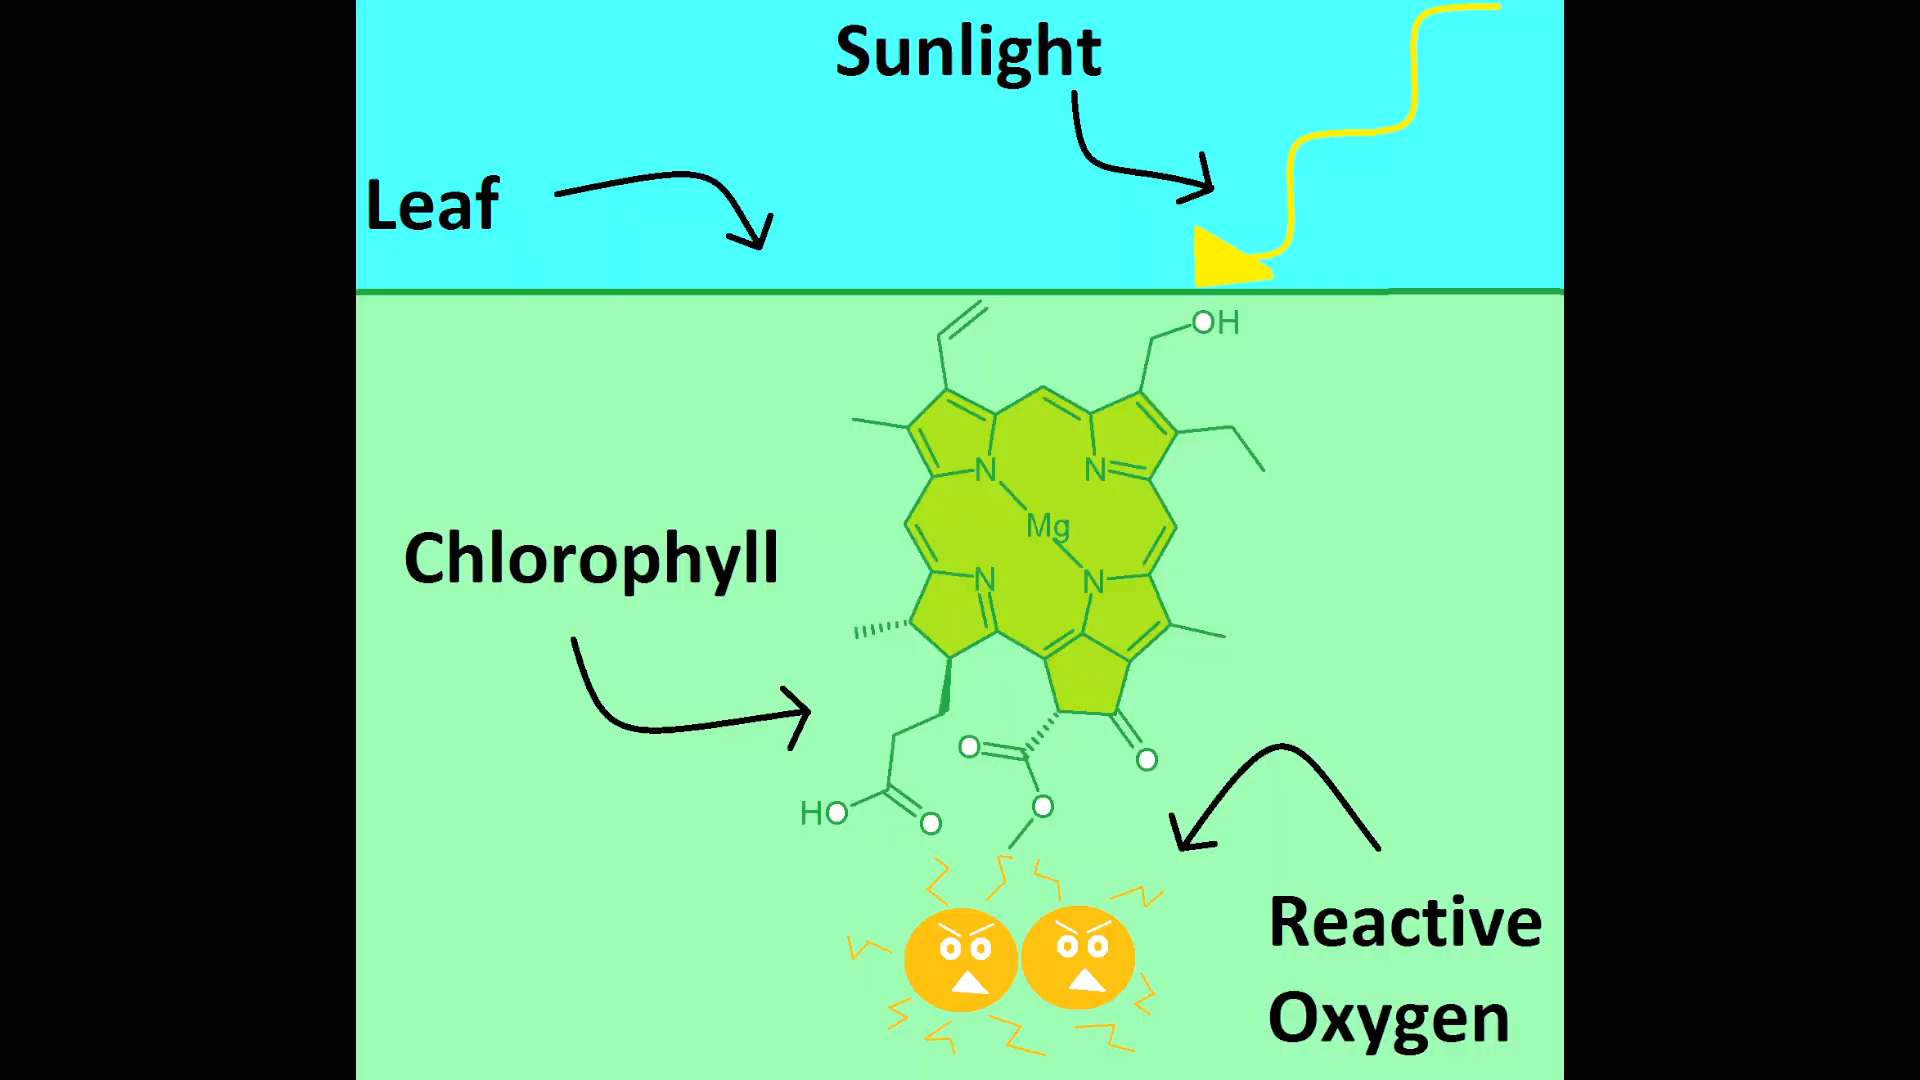 Sunlight
Leaf
OH
N
N
Mg
Chlorophyll
N
N
O
O
O
HO
O
Reactive
Oxygen